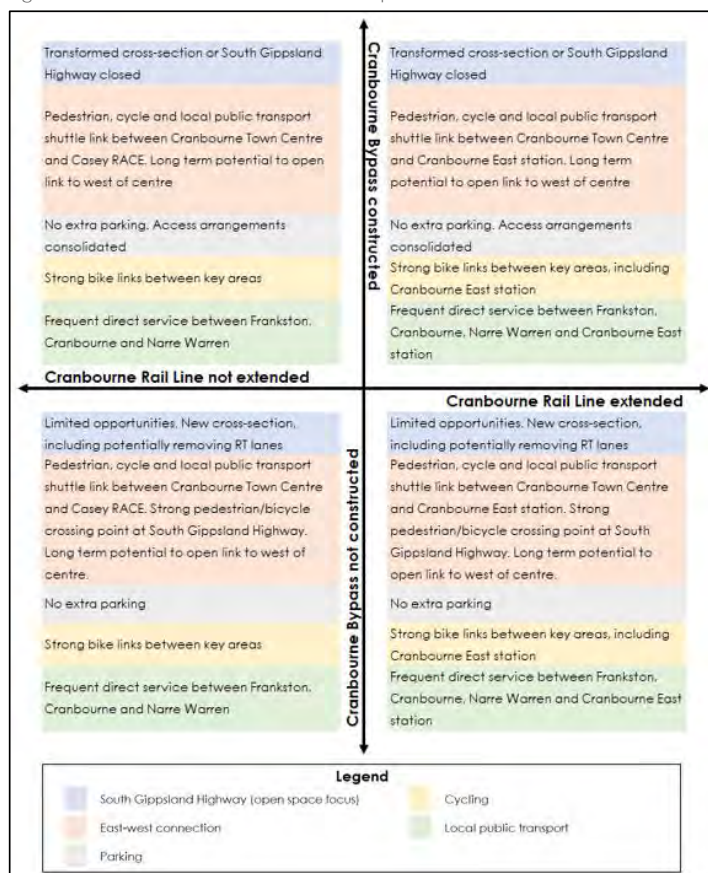 Transformed cross-section or South Gippsland
Highway closed
Pedestrian, cycle and local public transport
shuttle link between Cranbourne Town Centre
and Casey RACE. Long term potential to open
link to west of centre
No extra parking. Access arrangements
consolidated
Strong bike links between key areas
Frequent direct service between Frankston,
Cranbourne and Narre Warren
Cranbourne Bypass constructed
Transformed cross-section or South Gippsland
Highway closed
Pedestrian, cycle and local public transport
shuttle link between Cranbourne Town Centre
and Cranbourne East station. Long term
potential to open link to west of centre
No extra parking. Access arrangements
consolidated
Strong bike links between key areas, including
Cranbourne East station
Frequent direct service between Frankston,
Cranbourne, Narre Warren and Cranbourne East
station
Cranbourne Rail Line not extended
Cranbourne Rail Line extended
Limited opportunities. New cross-section,
including potentially removing RT lanes
Pedestrian, cycle and local public transport
shuttle link between Cranbourne Town Centre
and Casey RACE. Strong pedestrian/bicycle
crossing point at South Gippsland Highway.
Long term potential to open link to west of
centre.
No extra parking
Strong bike links between key areas
Frequent direct service between Frankston,
Cranbourne and Narre Warren
Cranbourne Bypass not constructed
Limited opportunities. New cross-section,
including potentially removing RT lanes
Pedestrian, cycle and local public transport
shuttle link between Cranbourne Town Centre
and Cranbourne East station. Strong
pedestrian/bicycle crossing point at South
Gippsland Highway. Long term potential to
open link to west of centre.
No extra parking
Strong bike links between key areas, including
Cranbourne East station
Frequent direct service between Frankston,
Cranbourne, Narre Warren and Cranbourne East
station
Legend
South Gippsland Highway (open space focus)
East-west connection
Parking
Cycling
Local public transport